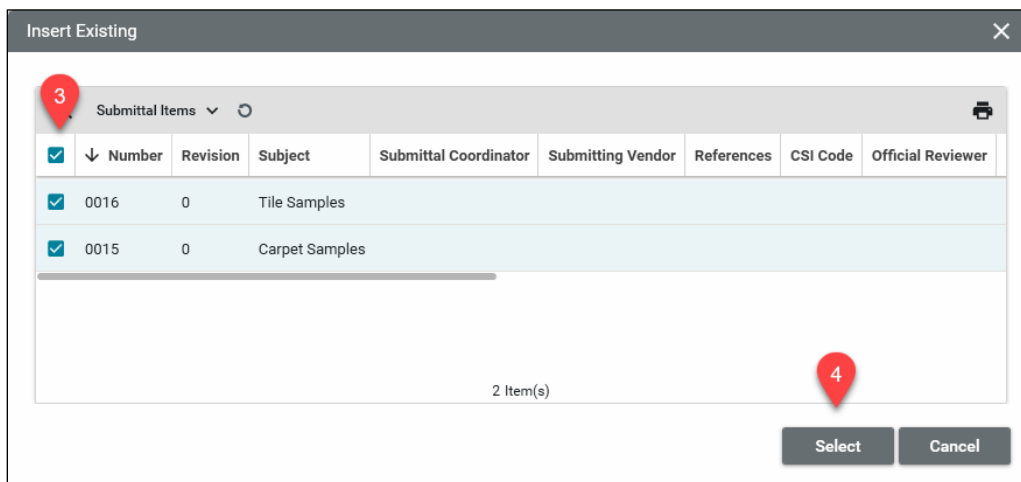 Insert Existing
3
Submittal Items
Number Revision Subject Submittal Coordinator Submitting Vendor References CSI Code Official Reviewer
0016 0 Tile Samples
0015 0 Carpet Samples
2 Item(s)
4
Select Cancel